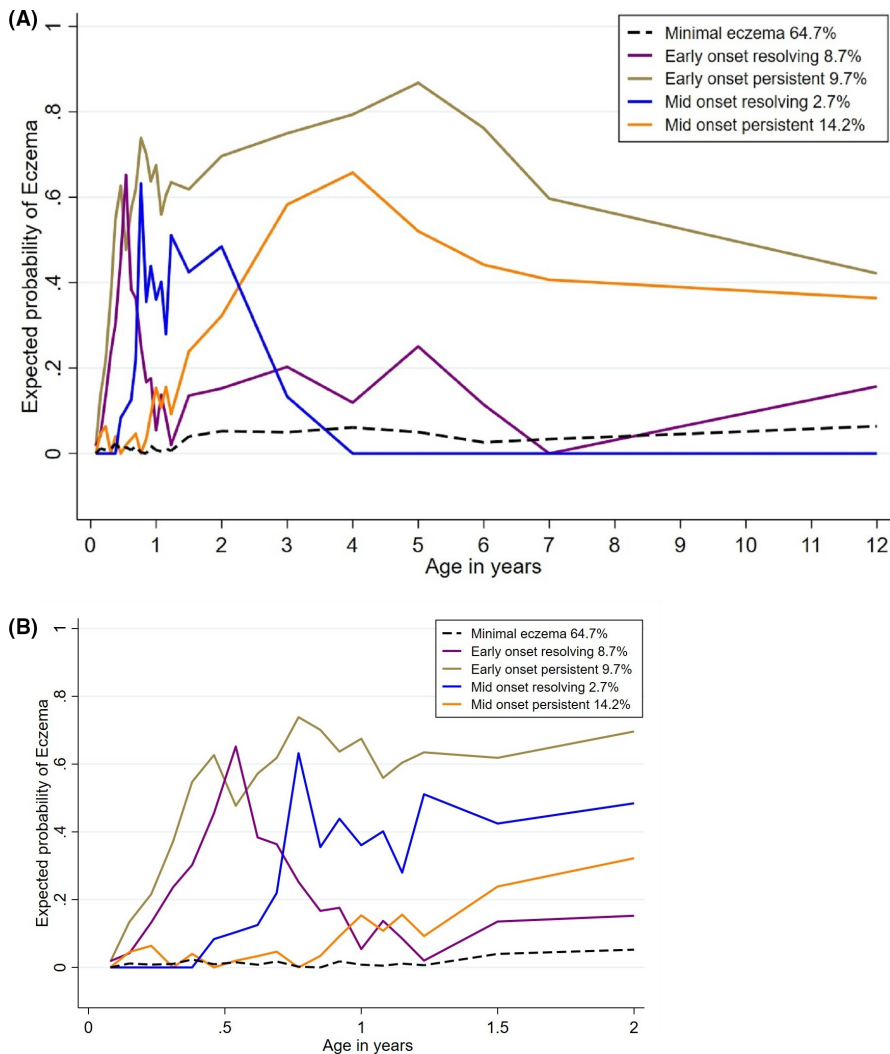 (A)
Expected probability of Eczema
1
.8
.6
.4
.2
0
Minimal eczema 64.7%
Early onset resolving 8.7%
Early onset persistent 9.7%
Mid onset resolving 2.7%
Mid onset persistent 14.2%
0 1 2 3 4 5 6 7 8 9 10 11 12
Age in years
(B)
Expected probability of Eczema
1
.8
.6
.4
.2
0
Minimal eczema 64.7%
Early onset resolving 8.7%
Early onset persistent 9.7%
Mid onset resolving 2.7%
Mid onset persistent 14.2%
0 .5 1 1.5 2
Age in years